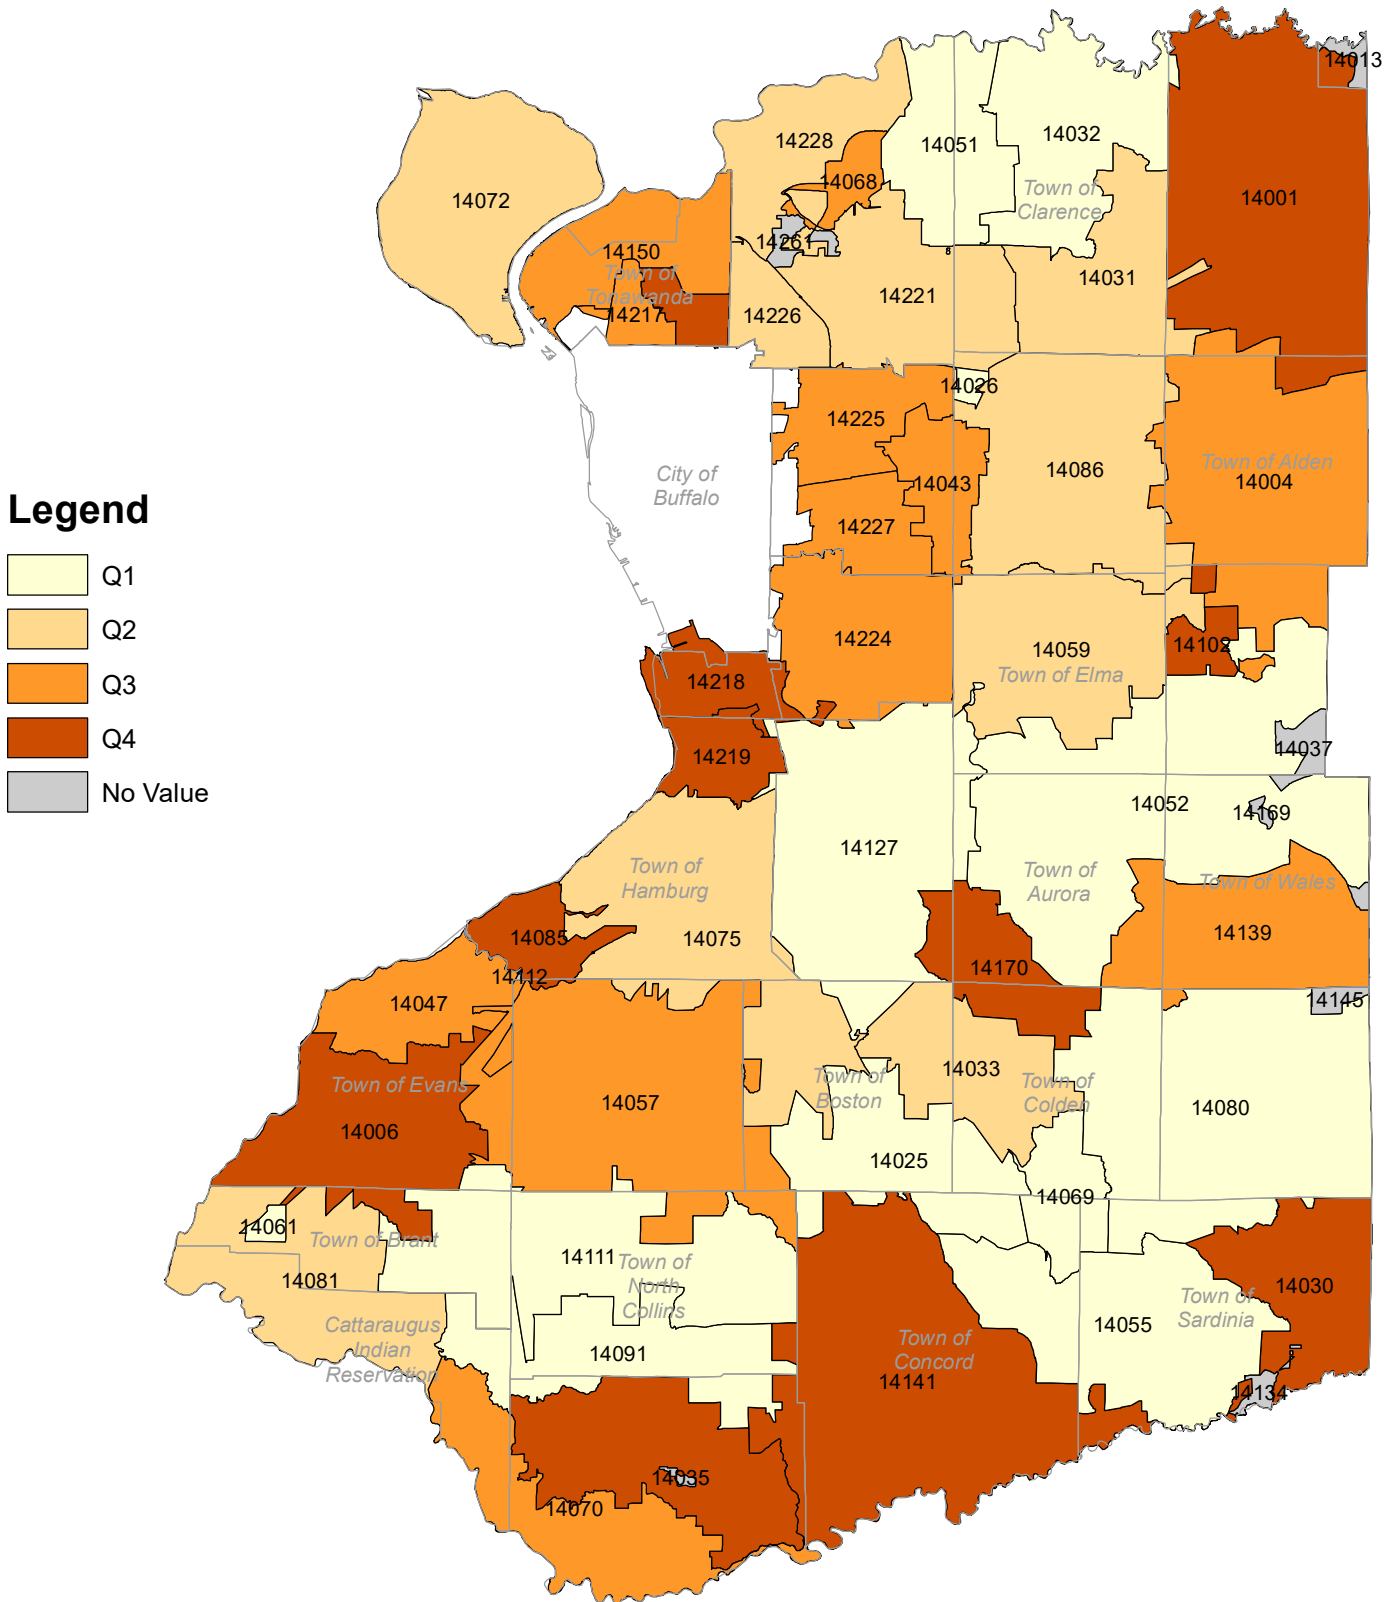 14013
14228
14051
14032
14068
14072
Town of
Clarence
14001
14261
14150
Town of
Tonawanda
14031
14221
14217
14226
14026
14225
City of
Buffalo
14043
14086
Town of Alden
14004
14227
Legend
Q1
Q2
Q3
Q4
No Value
14224
14059
Town of Elma
14102
14218
14219
14037
14052
14169
14127
Town of
Hamburg
Town of
Aurora
Town of Wales
14085
14075
14139
14170
14112
14047
14145
Town of Evans
14033
Town of
Boston
Town of
Colden
14057
14080
14006
14025
14069
14061
Town of Brant
14111
Town of
North
Collins
14081
14030
Town of
Sardinia
Cattaraugus
Indian
Reservation
14055
Town of
Concord
14091
14141
14134
14035
14070